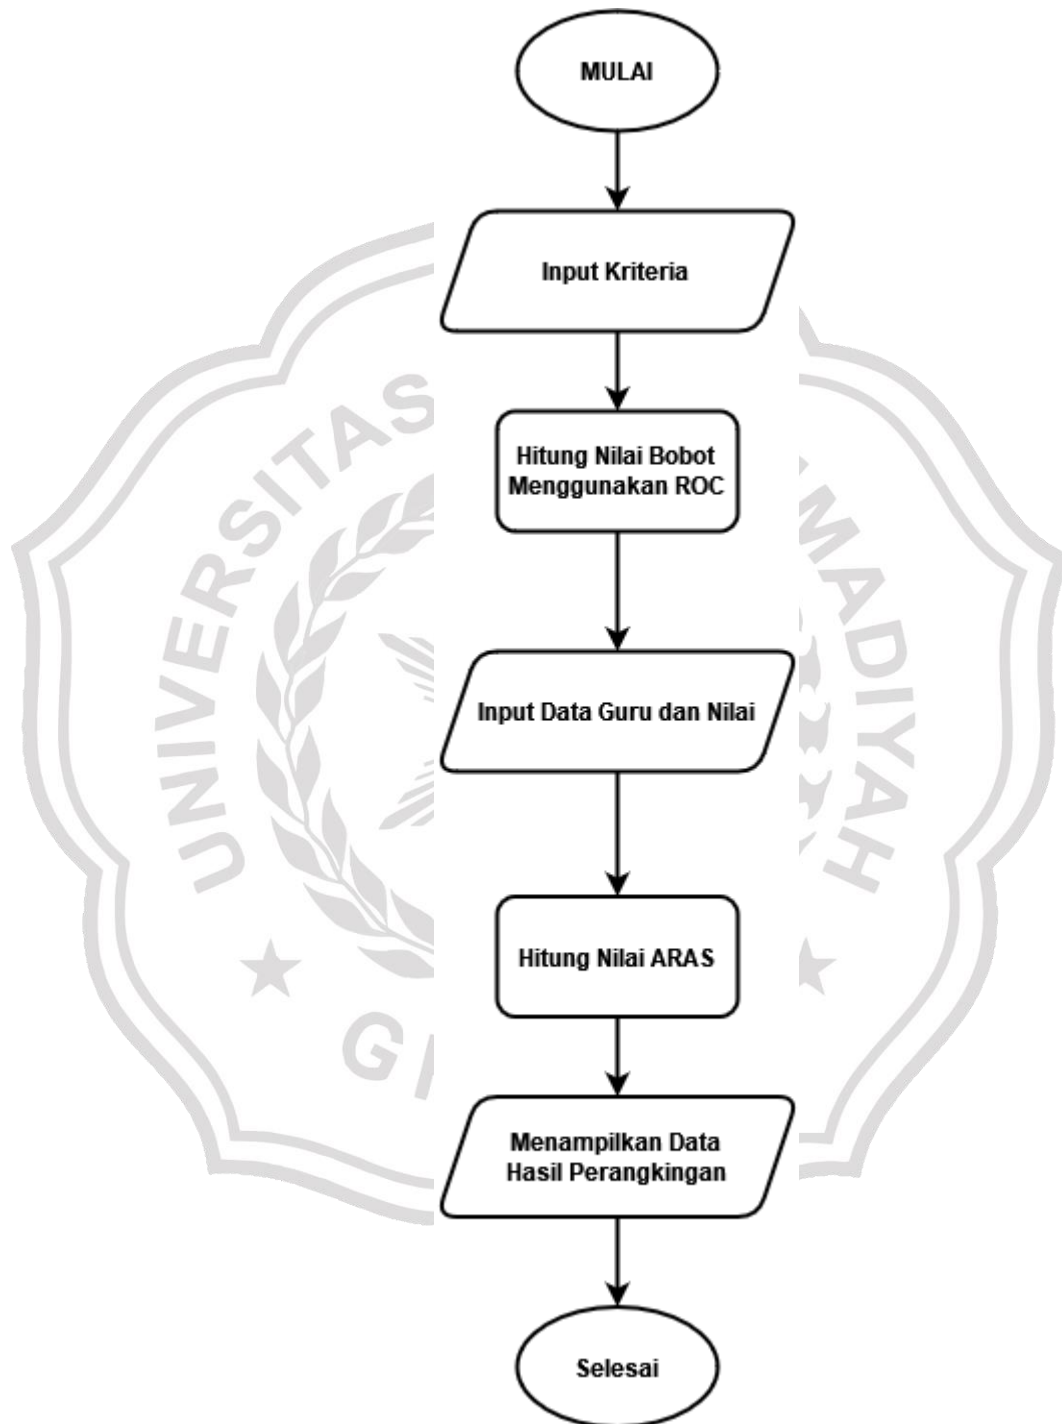 MULAI
Input Kriteria
Hitung Nilai Bobot
Menggunakan ROC
Input Data Guru dan Nilai
Hitung Nilai ARAS
Menampilkan Data
Hasil Perangkingan
Selesai
UNIVERSITAS